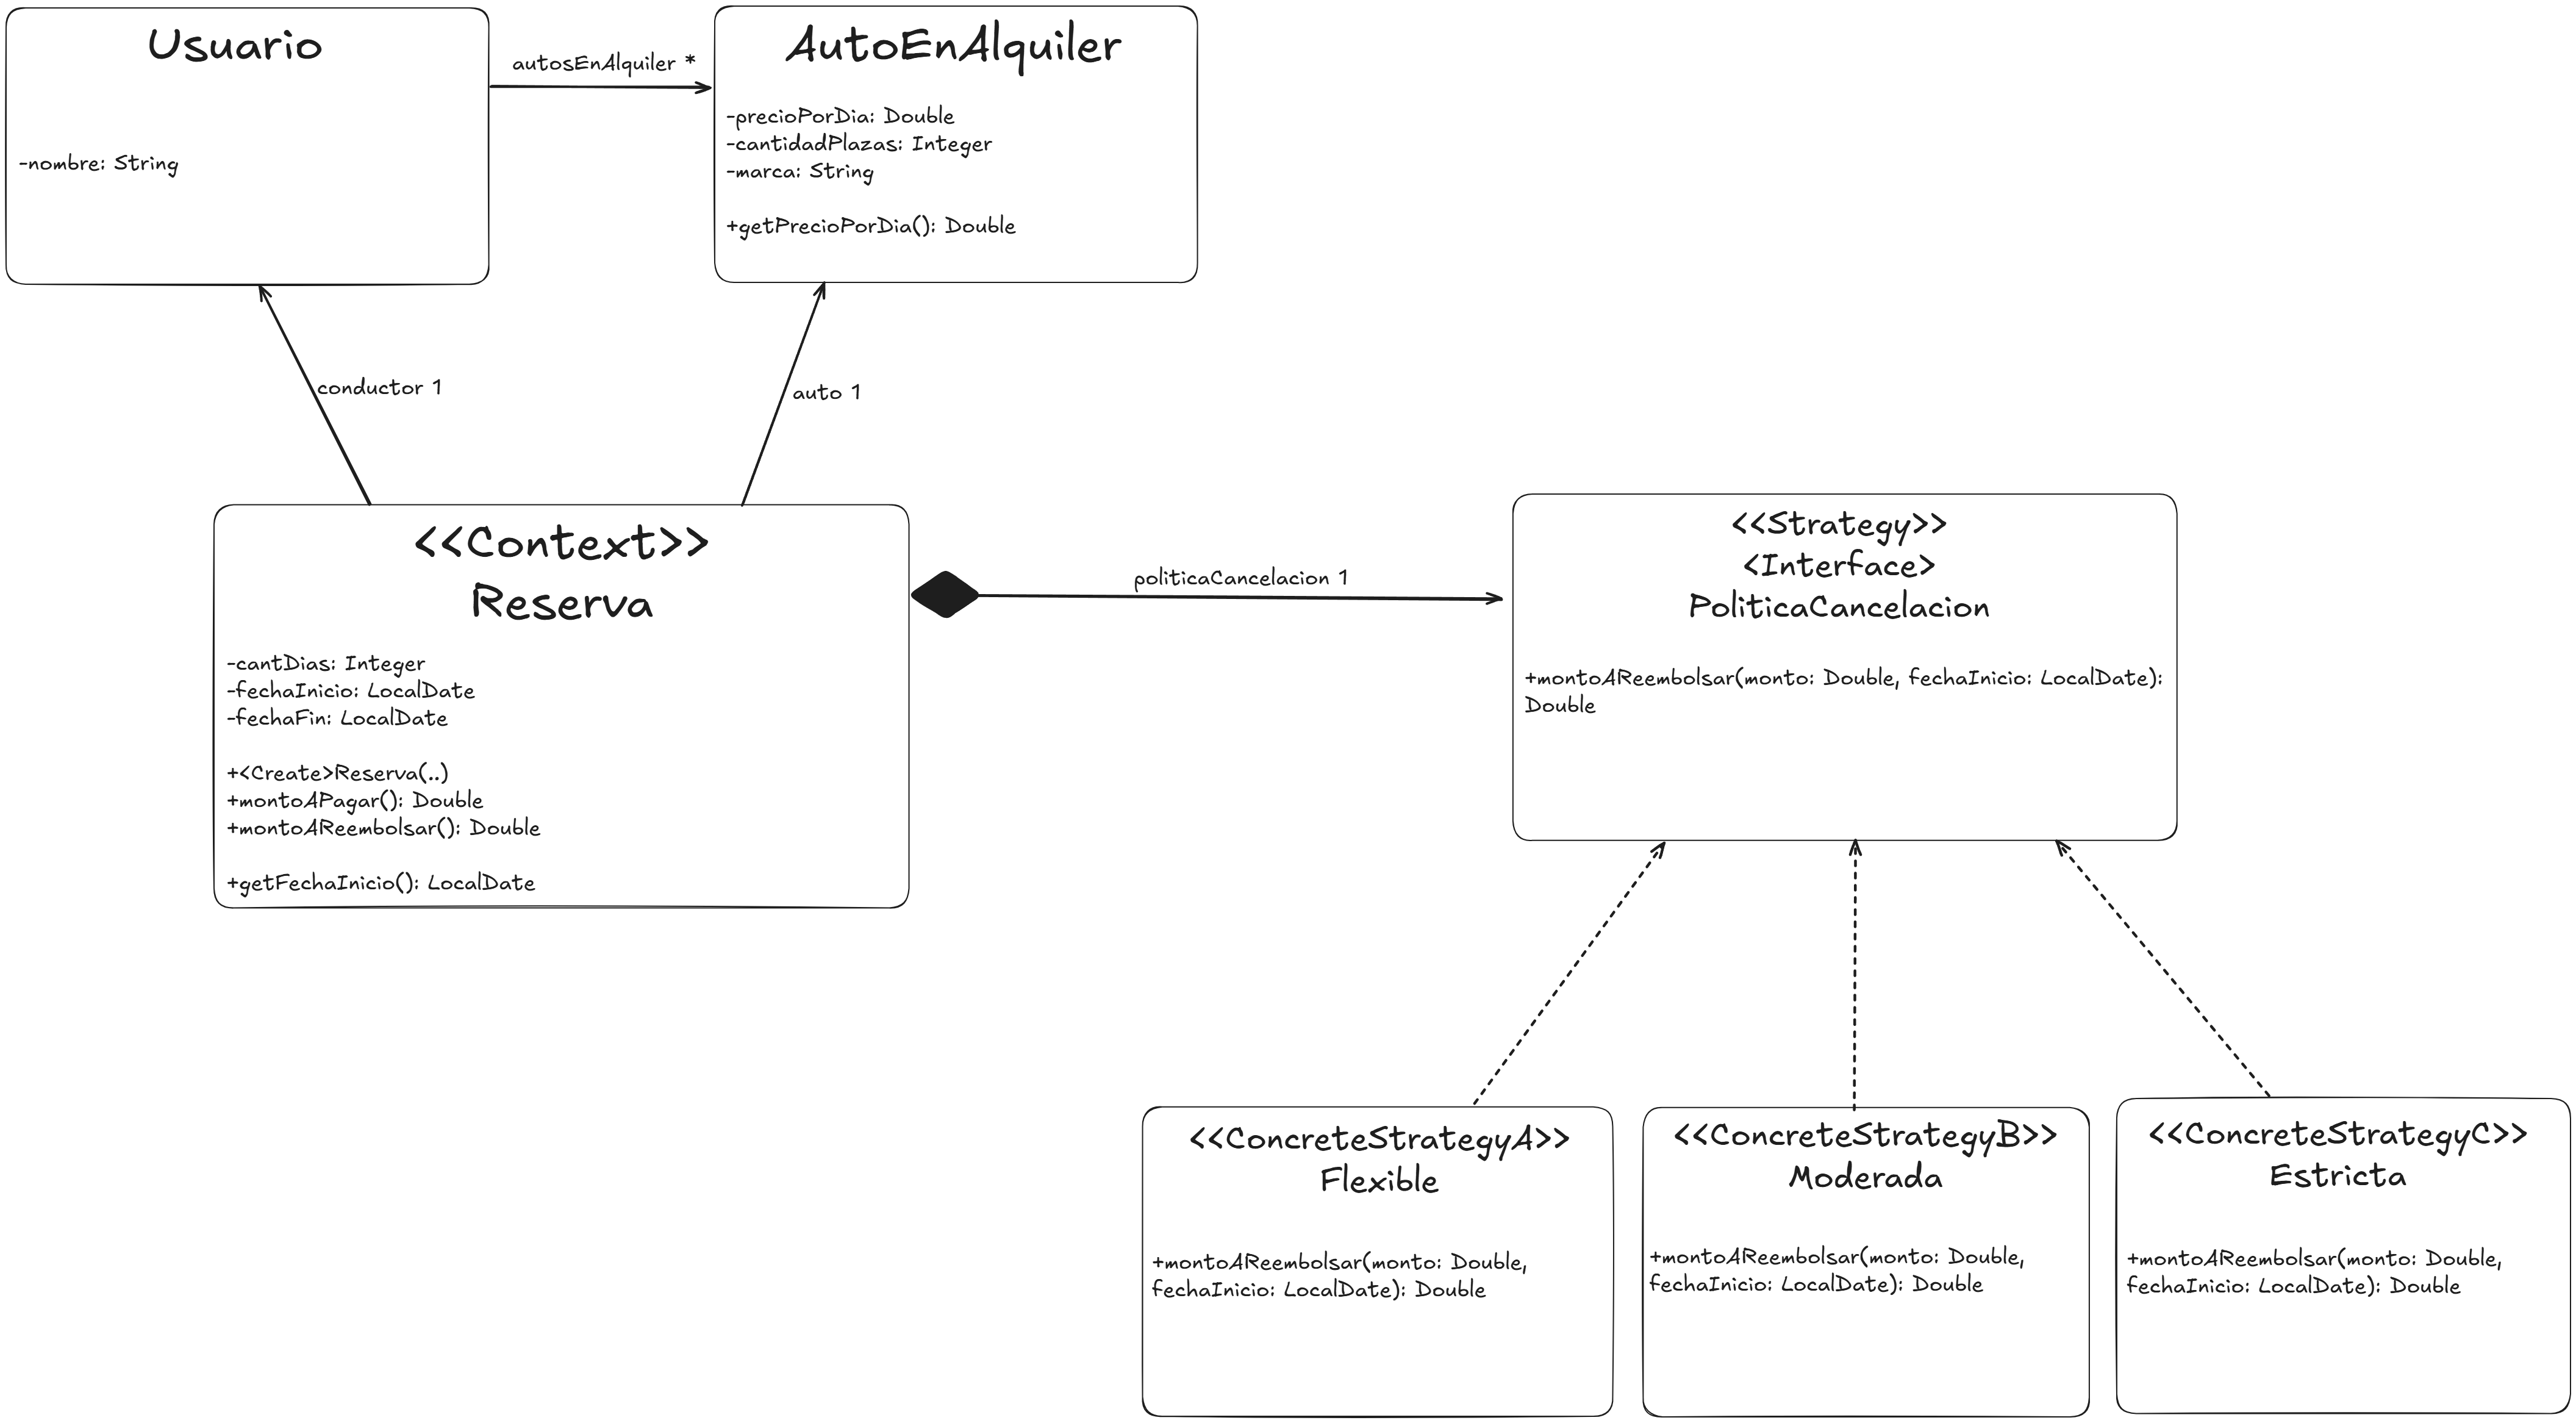 Usuario
-nombre: String
autosEnAlquiler *
AutoEnAlquiler
-precioPorDia: Double
-cantidadPlazas: Integer
-marca: String
+getPrecioPorDia(): Double
conductor 1
auto 1
<<Context>>
Reserva
-cantDias: Integer
-fechaInicio: LocalDate
-fechaFin: LocalDate
+<Create>Reserva(..)
+montoAPagar(): Double
+montoAReembolsar(): Double
+getFechaInicio(): LocalDate
politicaCancelacion 1
<<Strategy>>
<Interface>
PoliticaCancelacion
+montoAReembolsar(monto: Double, fechaInicio: LocalDate):
Double
<<ConcreteStrategyA>>
Flexible
+montoAReembolsar(monto: Double,
fechaInicio: LocalDate): Double
<<ConcreteStrategyB>>
Moderada
+montoAReembolsar(monto: Double,
fechaInicio: LocalDate): Double
<<ConcreteStrategyC>>
Estricta
+montoAReembolsar(monto: Double,
fechaInicio: LocalDate): Double